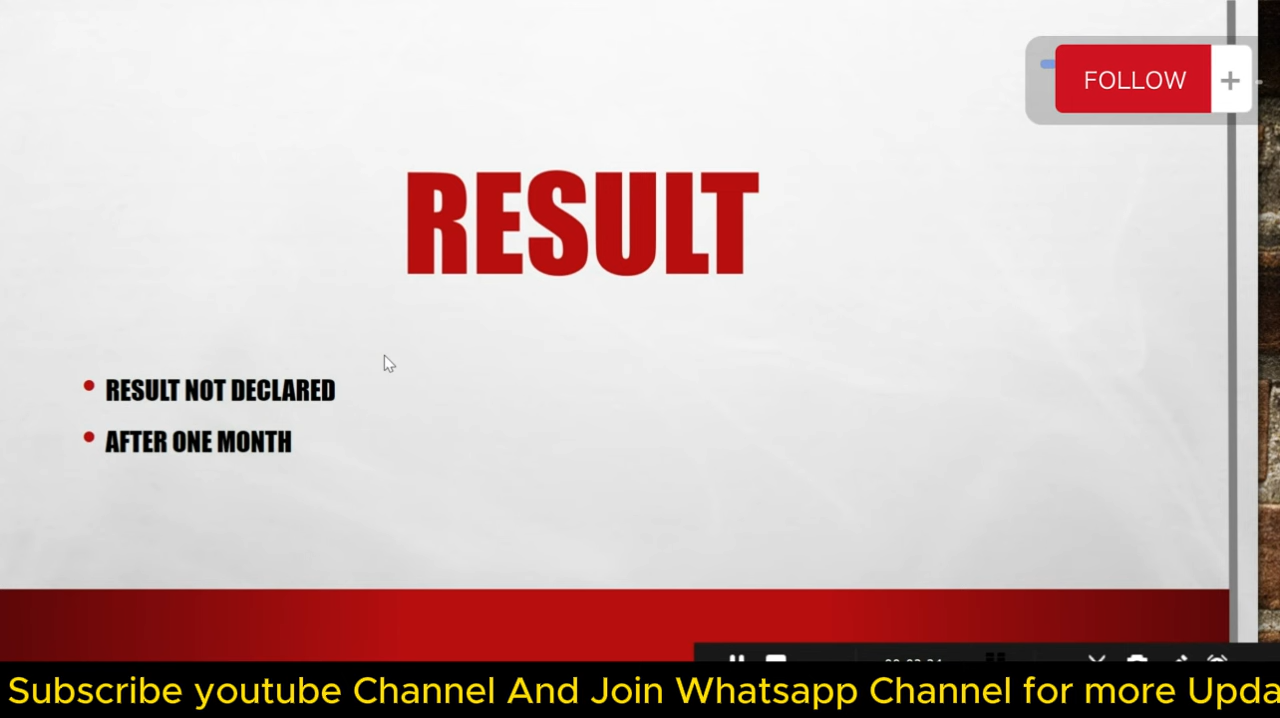 FOLLOW +
RESULT
• RESULT NOT DECLARED
• AFTER ONE MONTH
Subscribe youtube Channel And Join Whatsapp Channel for more Upda